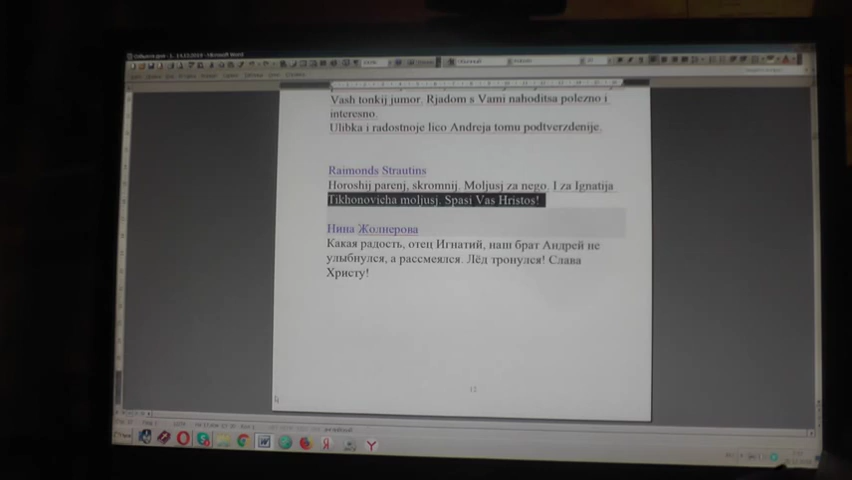 Vash tonkij jumor. Rjadom s Vami nahoditsa polezno i
interesno.
Ulibka i radostnoje lico Andreja tomu podtverzdenije.
Raimonds Strautins
Horoshij parenj, skromnij. Moljusj za nego. I za Ignatija
Tikhonovicha moljusj. Spasi Vas Hristos!
Нина Жолнерова
Какая радость, отец Игнатий, наш брат Андрей не
улыбнулся, а рассмеялся. Лёд тронулся! Слава
Христу!
12